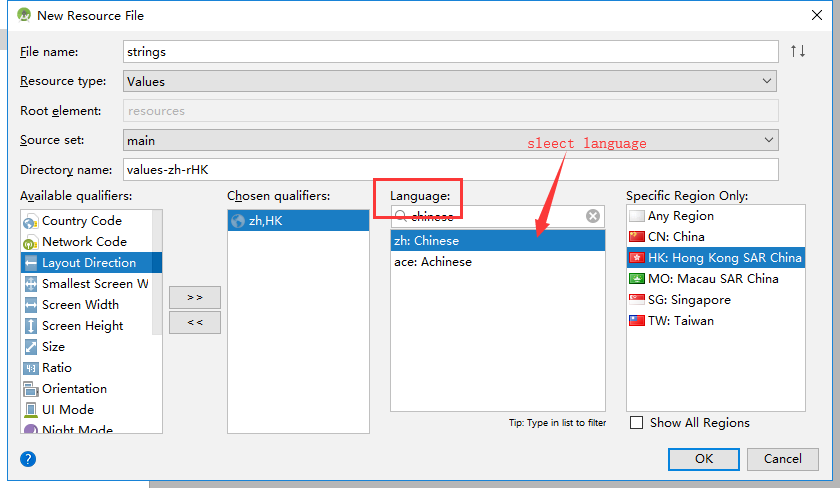 New Resource File
File name: strings
Resource type: Values
Root element: resources
Source set: main
sleect language
Directory name: values-zh-rHK
Available qualifiers:
Country Code
Network Code
Layout Direction
Smallest Screen W
Screen Width
Screen Height
Size
Ratio
Orientation
UI Mode
Night Mode
>>
<<
Chosen qualifiers:
zh,HK
Language:
chinese
zh: Chinese
ace: Achinese
Tip: Type in list to filter
Specific Region Only:
Any Region
CN: China
HK: Hong Kong SAR China
MO: Macau SAR China
SG: Singapore
TW: Taiwan
Show All Regions
?
OK
Cancel